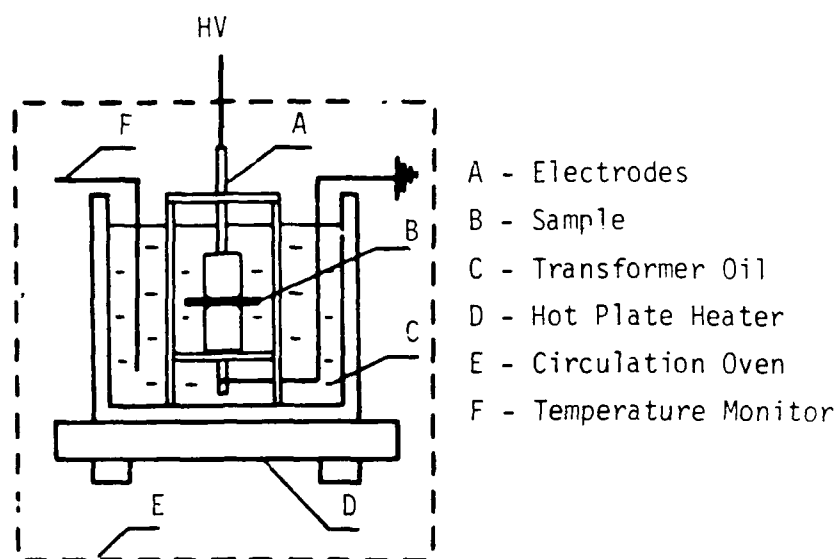 HV
F
A
B
C
E
D
A - Electrodes
B - Sample
C - Transformer Oil
D - Hot Plate Heater
E - Circulation Oven
F - Temperature Monitor